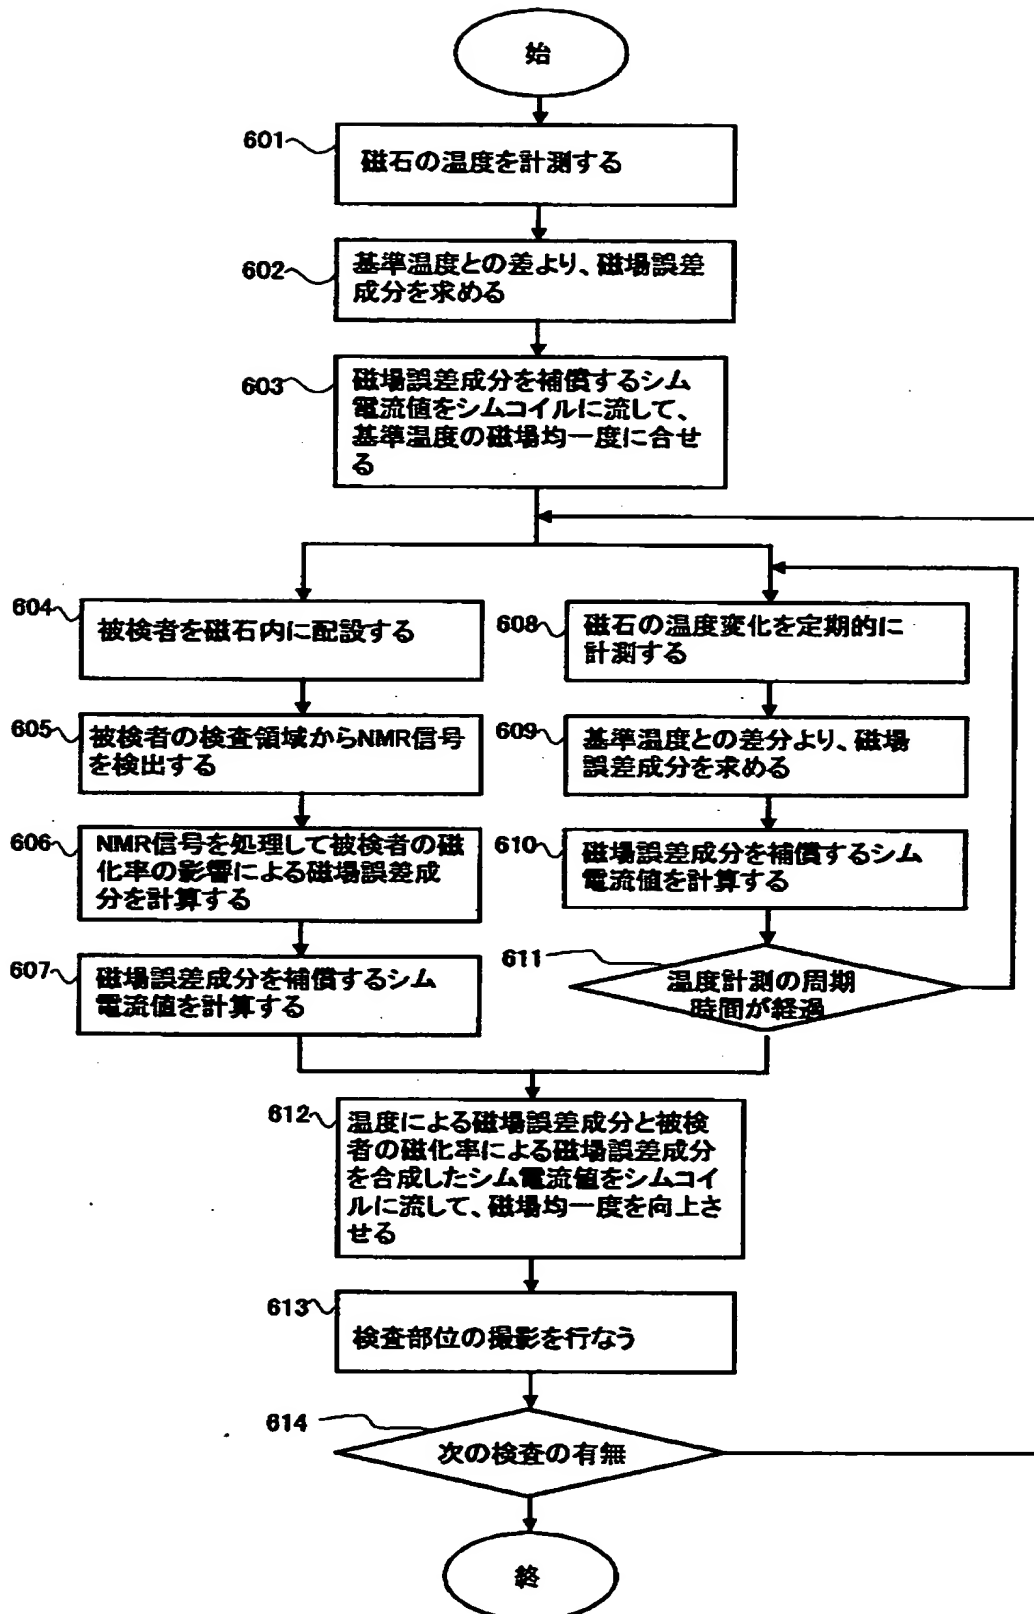 始
601
磁石の温度を計測する
602
基準温度との差より、磁場誤差
成分を求める
603
磁場誤差成分を補償するシム
電流値をシムコイルに流して、
基準温度の磁場均一度に合せ
る
604
被検者を磁石内に配設する
605
被検者の検査領域からNMR信号
を検出する
606
NMR信号を処理して被検者の磁
化率の影響による磁場誤差成
分を計算する
607
磁場誤差成分を補償するシム
電流値を計算する
608
磁石の温度変化を定期的に
計測する
609
基準温度との差分より、磁場
誤差成分を求める
610
磁場誤差成分を補償するシム
電流値を計算する
611
温度計測の周期
時間が経過
612
温度による磁場誤差成分と被検
者の磁化率による磁場誤差成分
を合成したシム電流値をシムコイ
ルに流して、磁場均一度を向上さ
せる
613
検査部位の撮影を行なう
614
次の検査の有無
終